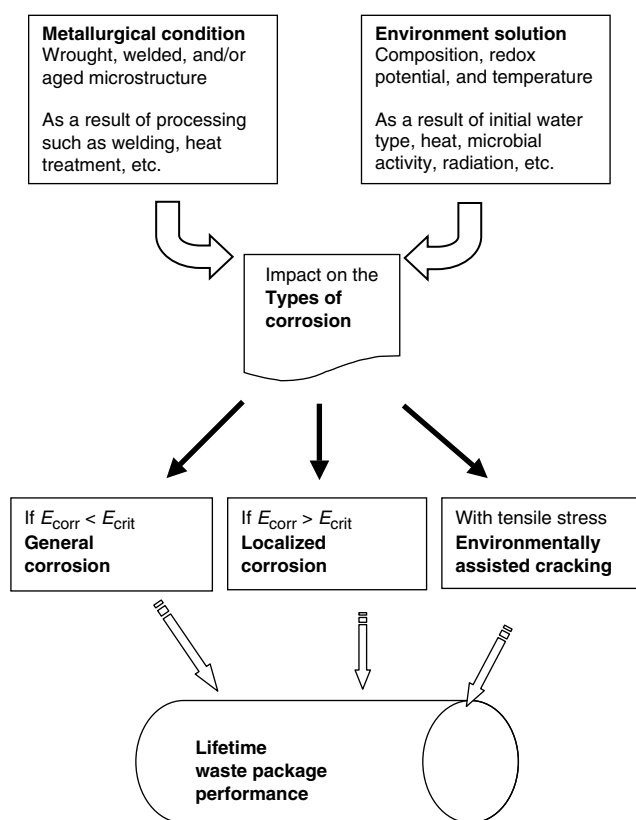 Metallurgical condition
Wrought, welded, and/or
aged microstructure
As a result of processing
such as welding, heat
treatment, etc.
Environment solution
Composition, redox
potential, and temperature
As a result of initial water
type, heat, microbial
activity, radiation, etc.
Impact on the
Types of
corrosion
If Ecorr < Ecrit
General
corrosion
If Ecorr > Ecrit
Localized
corrosion
With tensile stress
Environmentally
assisted cracking
Lifetime
waste package
performance